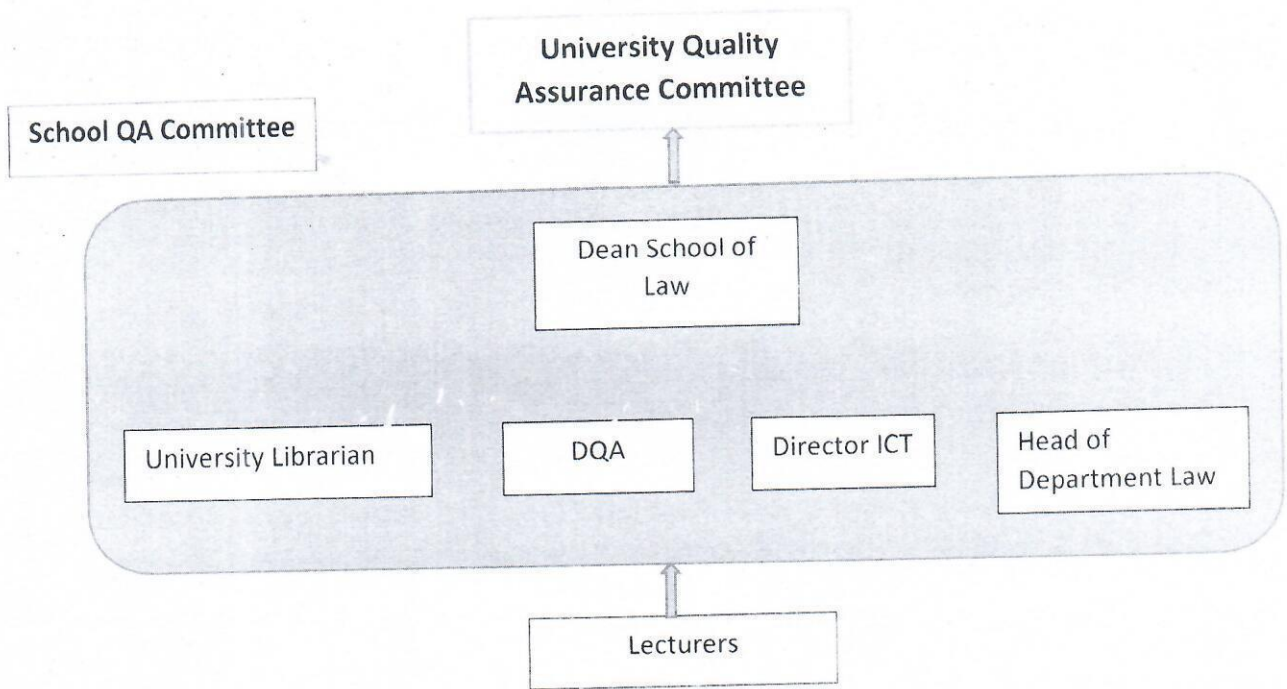 University Quality
Assurance Committee
School QA Committee
Dean School of
Law
University Librarian
DQA
Director ICT
Head of
Department Law
Lecturers